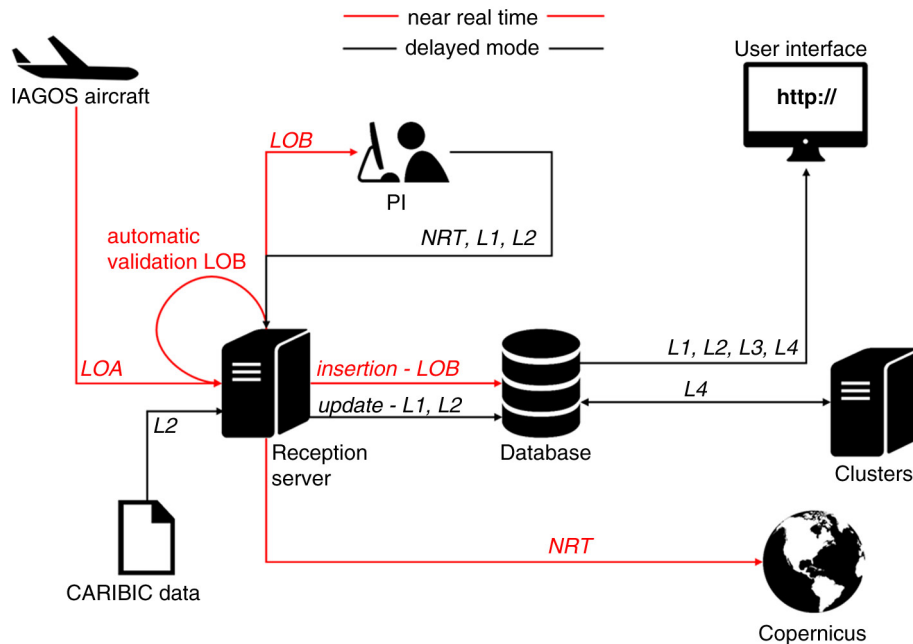 near real time
delayed mode
IAGOS aircraft
User interface
http://
LOB
PI
NRT, L1, L2
automatic
validation LOB
LOA
insertion - LOB
update - L1, L2
L1, L2, L3, L4
L4
L2
Reception
server
Database
Clusters
NRT
CARIBIC data
Copernicus